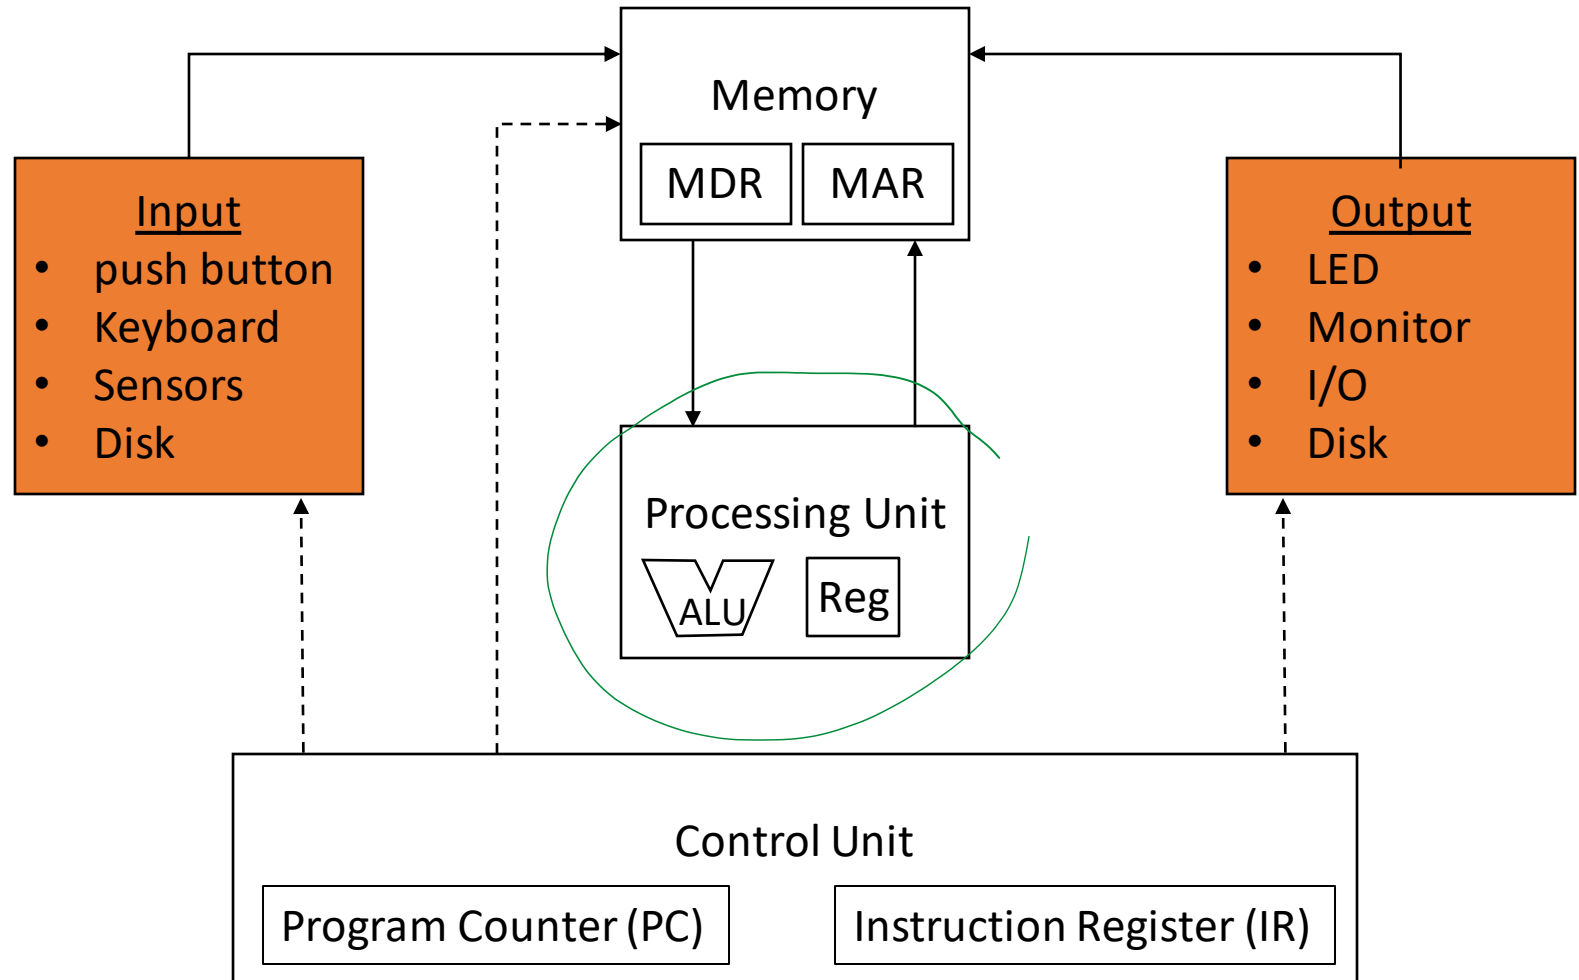 Memory
MDR
MAR
Input
• push button
• Keyboard
• Sensors
• Disk
Output
• LED
• Monitor
• I/O
• Disk
Processing Unit
ALU
Reg
Control Unit
Program Counter (PC)
Instruction Register (IR)